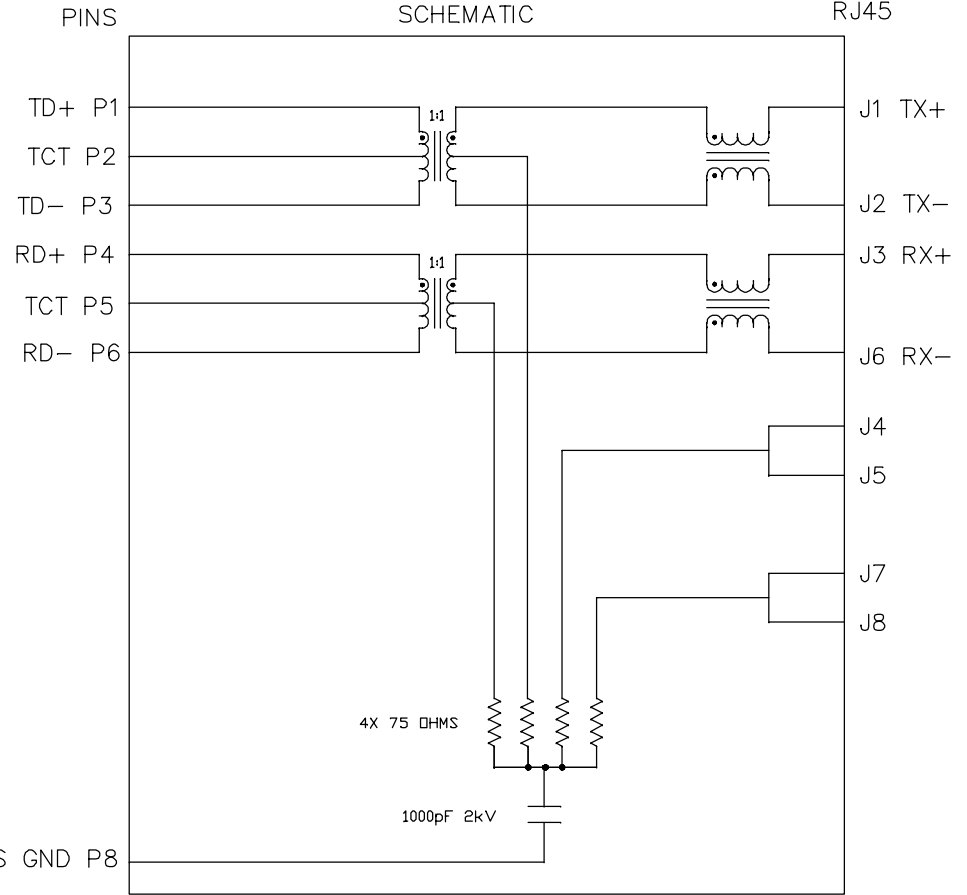 PINS
SCHEMATIC
RJ45
TD+ P1
1:1
J1 TX+
TCT P2
TD- P3
J2 TX-
RD+ P4
1:1
J3 RX+
TCT P5
RD- P6
J6 RX-
J4
J5
J7
J8
4X 75 OHMS
1000pF 2kV
GND P8